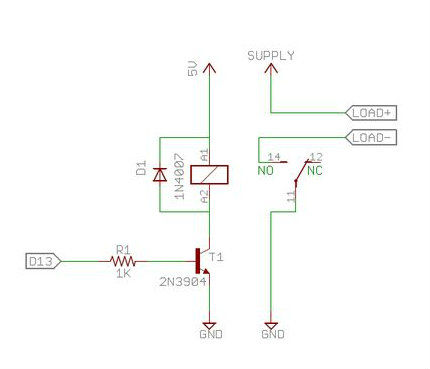 5V
SUPPLY
LOAD+
LOAD-
D1
1N4007
A1
A2
14
12
NO
NC
11
R1
1K
D13
T1
2N3904
GND
GND